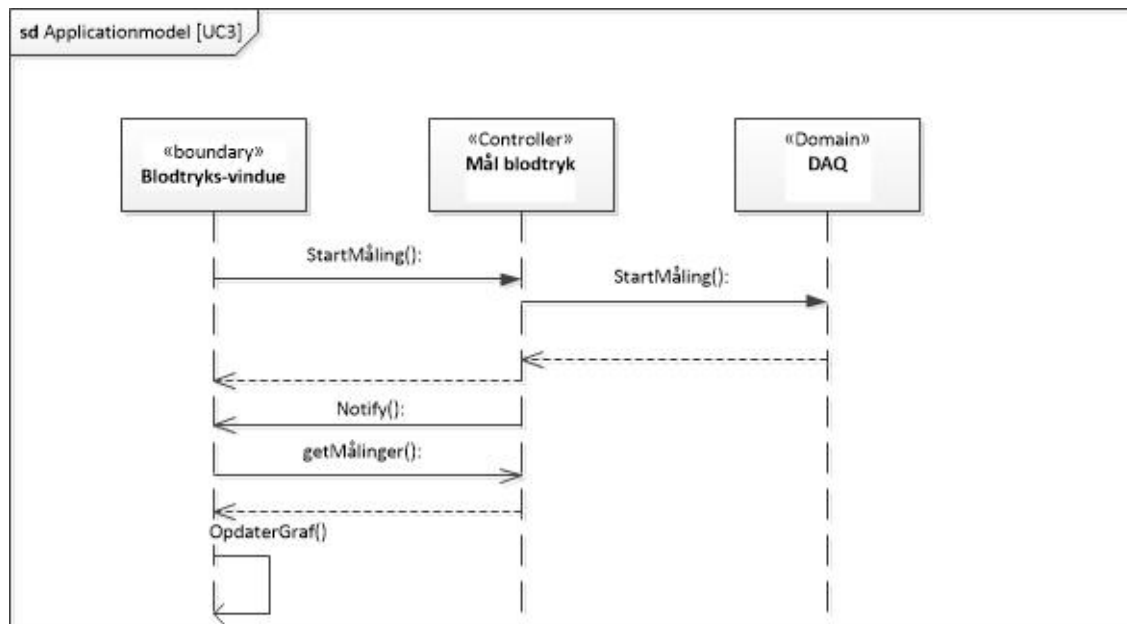 sd Applicationmodel [UC3]
«boundary»
Blodtryks-vindue
«Controller»
Mål blodtryk
«Domain»
DAQ
StartMåling():
StartMåling():
Notify():
getMålinger():
OpdaterGraf()